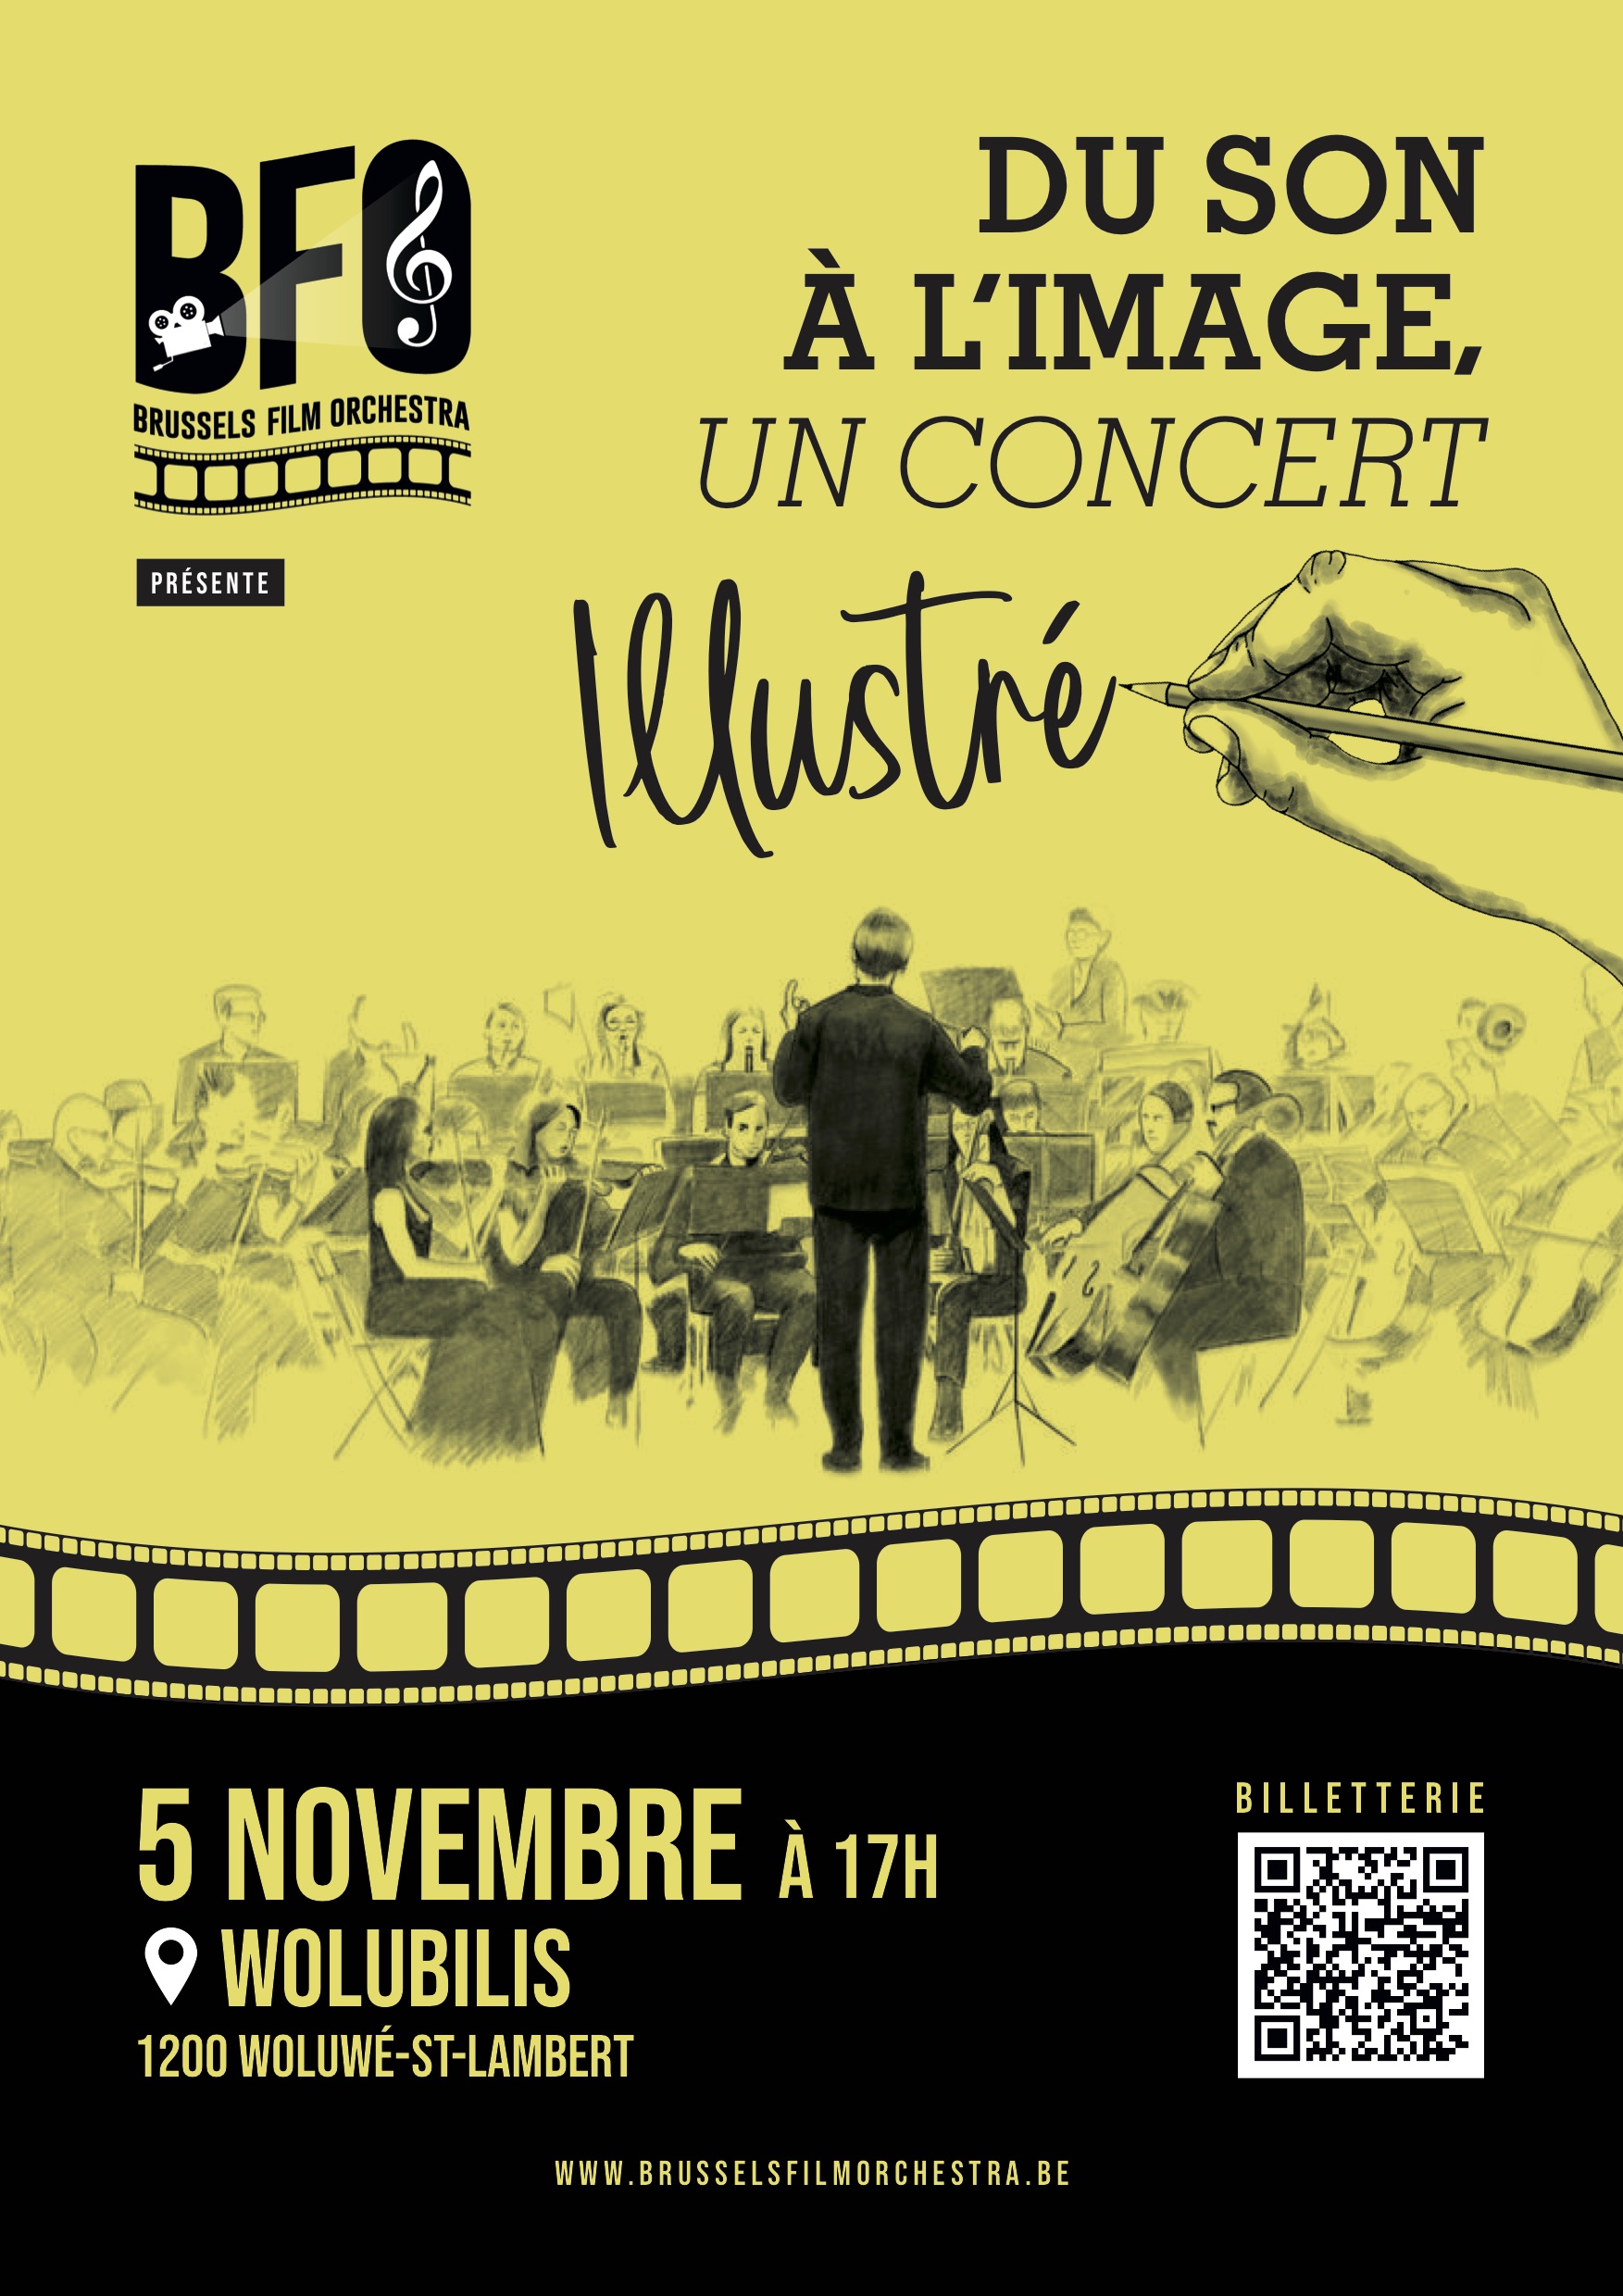 BFO
BRUSSELS FILM ORCHESTRA
PRÉSENTE
DU SON
À L'IMAGE,
UN CONCERT
Illustré
5 NOVEMBRE À 17H
WOLUBILIS
1200 WOLUWÉ-ST-LAMBERT
BILLETTERIE
WWW.BRUSSELSFILMORCHESTRA.BE